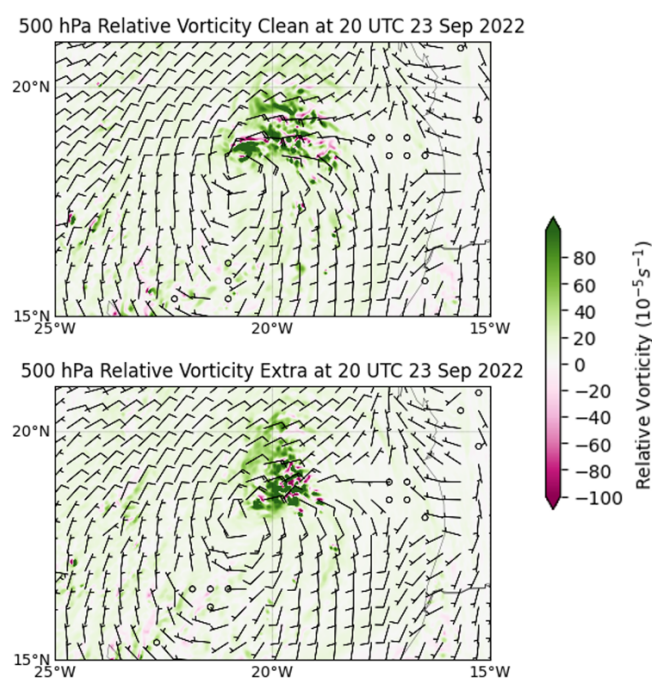 500 hPa Relative Vorticity Clean at 20 UTC 23 Sep 2022
20°N
15°N
25°W
20°W
15°W
500 hPa Relative Vorticity Extra at 20 UTC 23 Sep 2022
20°N
15°N
25°W
20°W
15°W
80
60
40
20
0
−20
−40
−60
−80
−100
Relative Vorticity (10⁻⁵s⁻¹)